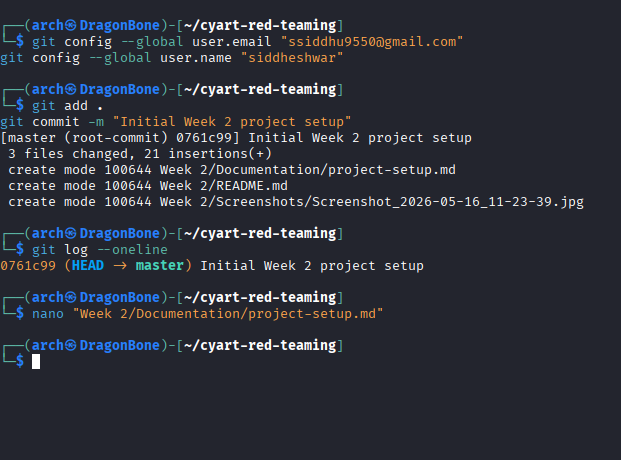 ┌──(arch㉿DragonBone)-[~/cyart-red-teaming]
└─$ git config --global user.email "ssiddhu9550@gmail.com"
git config --global user.name "siddheshwar"
┌──(arch㉿DragonBone)-[~/cyart-red-teaming]
└─$ git add .
git commit -m "Initial Week 2 project setup"
[master (root-commit) 0761c99] Initial Week 2 project setup
 3 files changed, 21 insertions(+)
 create mode 100644 Week 2/Documentation/project-setup.md
 create mode 100644 Week 2/README.md
 create mode 100644 Week 2/Screenshots/Screenshot_2026-05-16_11-23-39.jpg
┌──(arch㉿DragonBone)-[~/cyart-red-teaming]
└─$ git log --oneline
0761c99 (HEAD -> master) Initial Week 2 project setup
┌──(arch㉿DragonBone)-[~/cyart-red-teaming]
└─$ nano "Week 2/Documentation/project-setup.md"
┌──(arch㉿DragonBone)-[~/cyart-red-teaming]
└─$